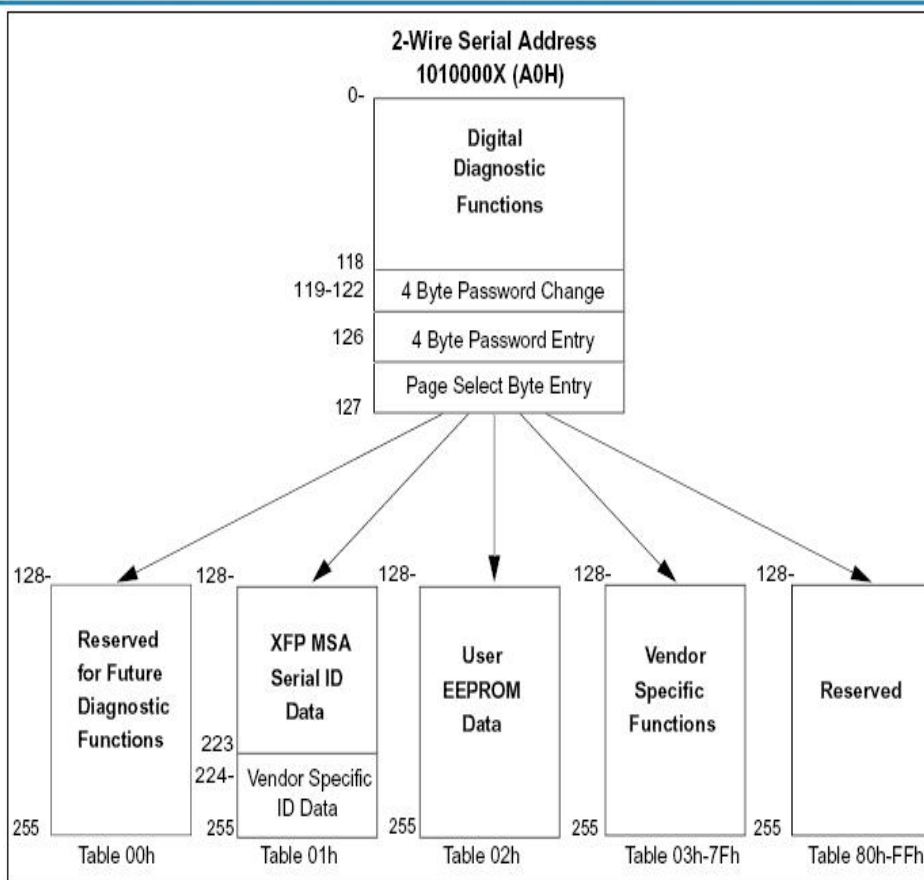 2-Wire Serial Address
1010000X (A0H)
0-
Digital
Diagnostic
Functions
118
119-122
4 Byte Password Change
126
4 Byte Password Entry
Page Select Byte Entry
127
128-
Reserved
for Future
Diagnostic
Functions
255
Table 00h
128-
XFP MSA
Serial ID
Data
223
224-
Vendor Specific
ID Data
255
Table 01h
128-
User
EEPROM
Data
255
Table 02h
128-
Vendor
Specific
Functions
255
Table 03h-7Fh
128-
Reserved
255
Table 80h-FFh